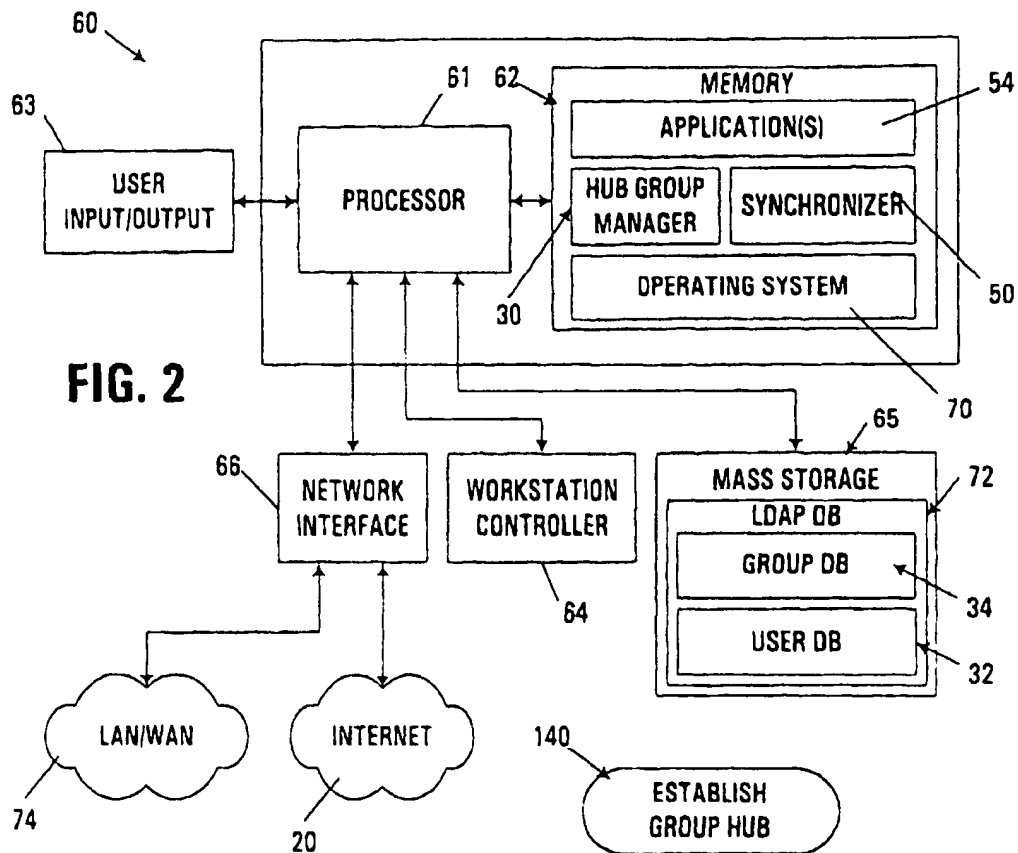 60
63
61
62
MEMORY
54
APPLICATION(S)
USER
INPUT/OUTPUT
PROCESSOR
HUB GROUP
MANAGER
SYNCHRONIZER
30
OPERATING SYSTEM
50
FIG. 2
70
65
66
NETWORK
INTERFACE
WORKSTATION
CONTROLLER
MASS STORAGE
72
LDAP DB
GROUP DB
64
34
USER DB
32
LAN/WAN
INTERNET
140
74
20
ESTABLISH
GROUP HUB